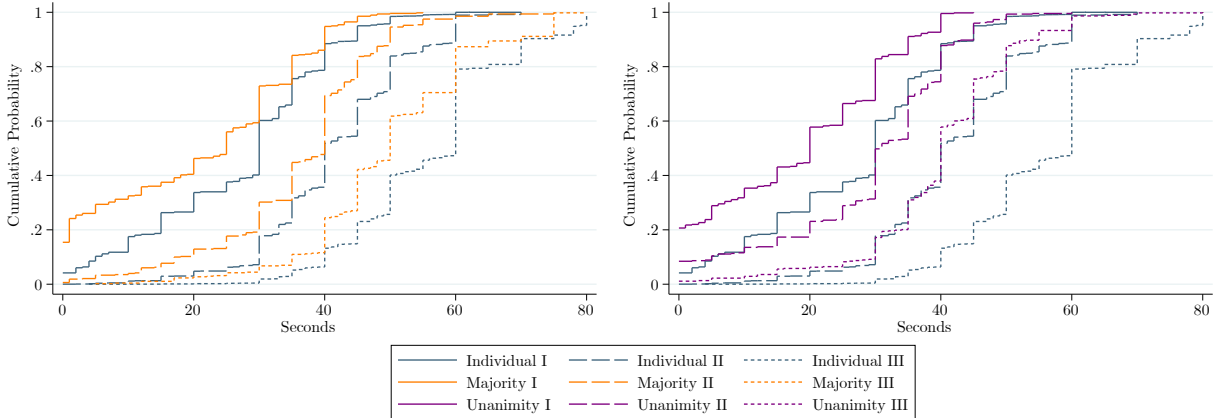 Cumulative Probability
1
.8
.6
.4
.2
0
0 20 40 60 80
Seconds
Cumulative Probability
1
.8
.6
.4
.2
0
0 20 40 60 80
Seconds
Individual I Individual II Individual III
Majority I Majority II Majority III
Unanimity I Unanimity II Unanimity III